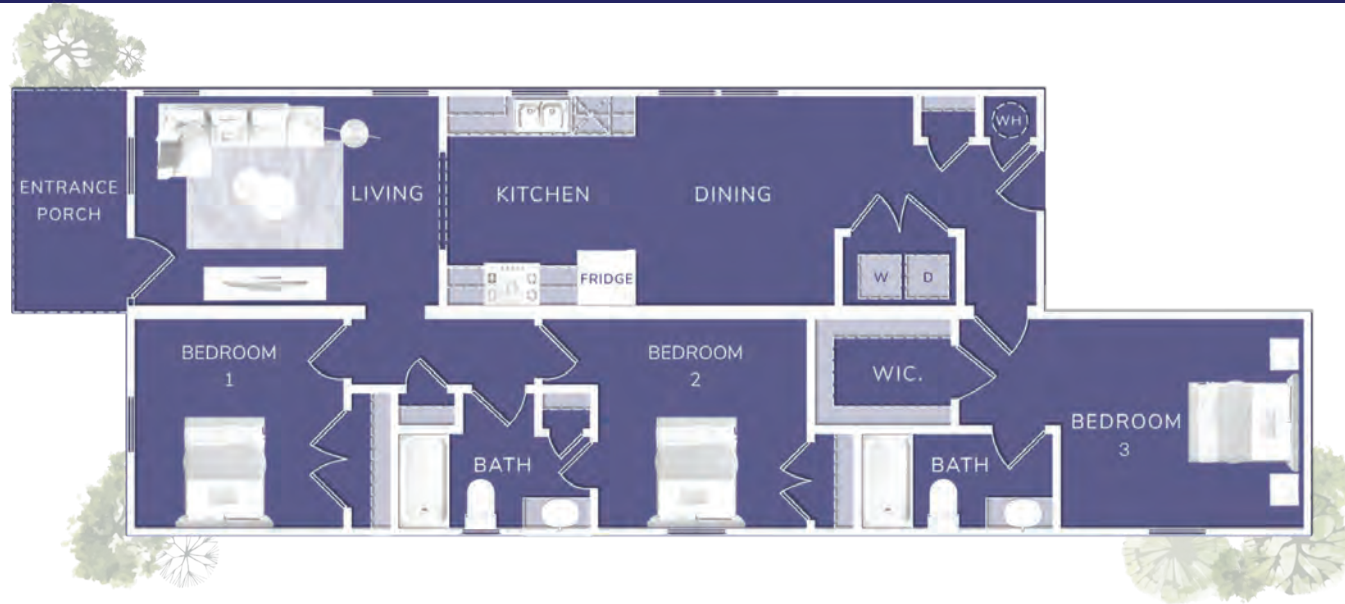 WH
ENTRANCE
PORCH
LIVING
KITCHEN
DINING
FRIDGE
W
D
BEDROOM
1
BEDROOM
2
WIC.
BEDROOM
3
BATH
BATH